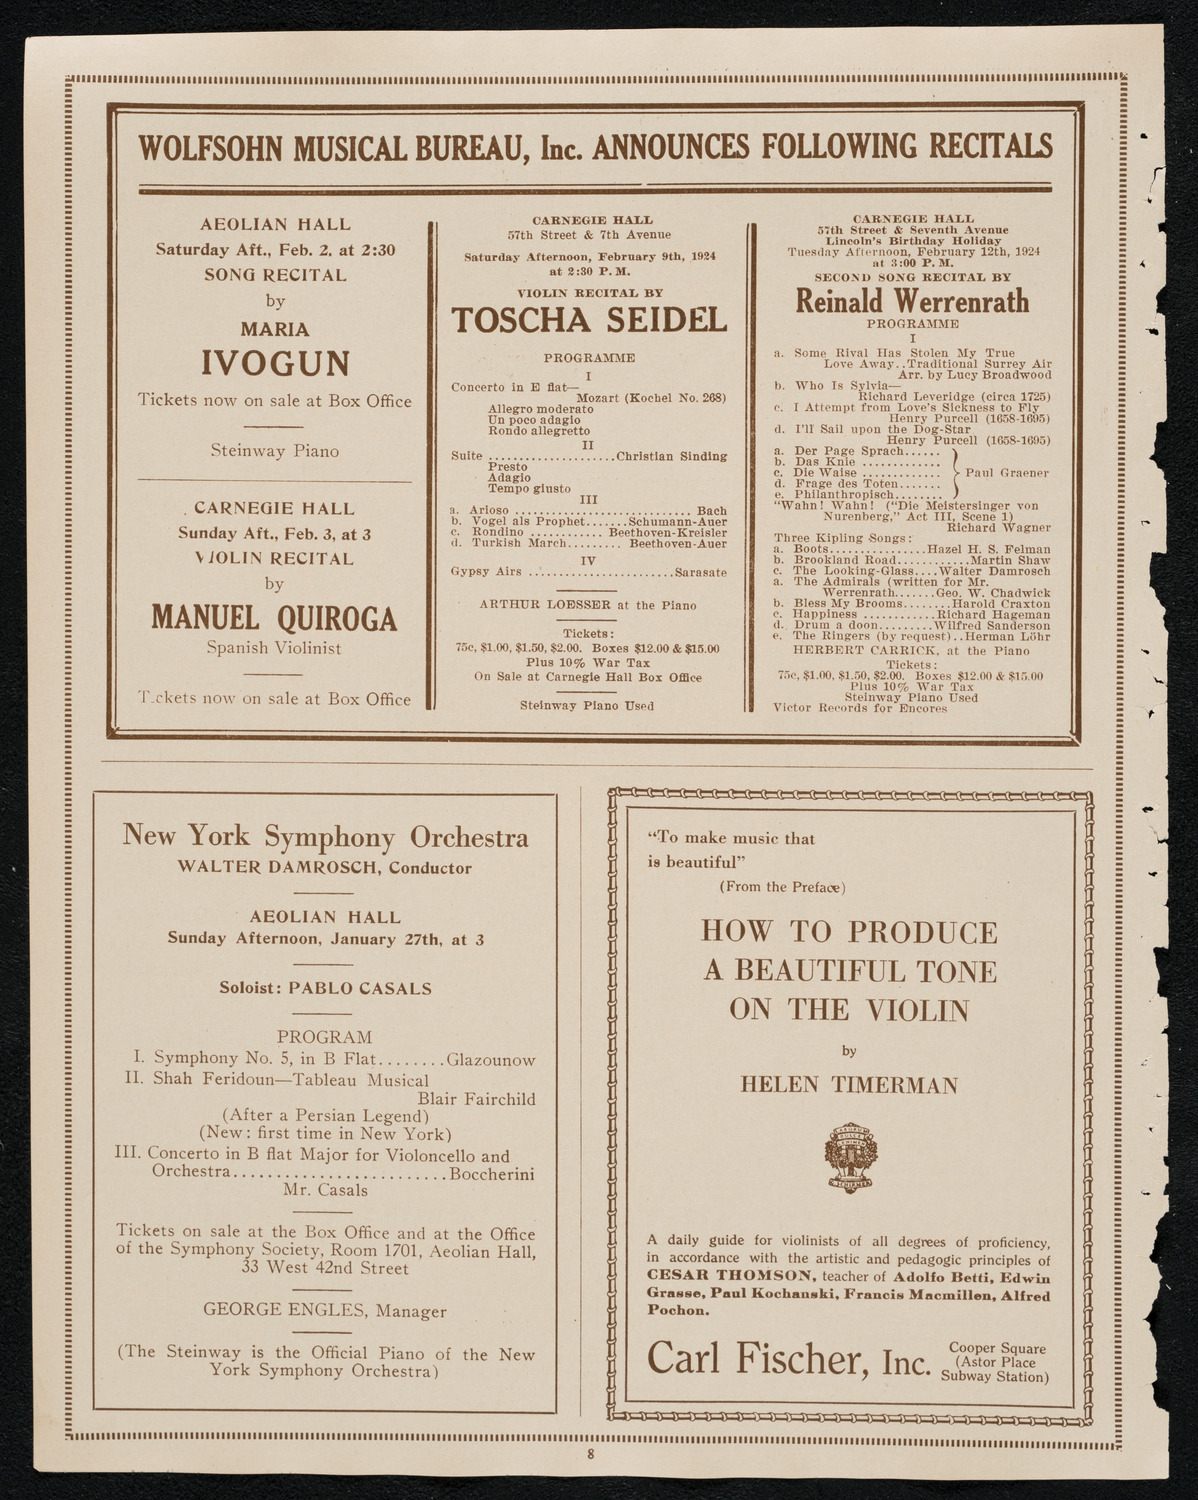 WOLFSOHN MUSICAL BUREAU, Inc. ANNOUNCES FOLLOWING RECITALS
AEOLIAN HALL
Saturday Aft., Feb. 2, at 2:30
SONG RECITAL
by
MARIA
IVOGUN
Tickets now on sale at Box Office
Steinway Piano
CARNEGIE HALL
Sunday Aft., Feb. 3, at 3
VIOLIN RECITAL
by
MANUEL QUIROGA
Spanish Violinist
Tickets now on sale at Box Office
CARNEGIE HALL
57th Street & 7th Avenue
Saturday Afternoon, February 9th, 1924
at 2:30 P. M.
VIOLIN RECITAL BY
TOSCHA SEIDEL
PROGRAMME
I
Concerto in E flat—
Mozart (Kochel No. 268)
Allegro moderato
Un poco adagio
Rondo allegretto
II
Suite ....................Christian Sinding
Presto
Adagio
Tempo giusto
III
a. Arioso ............................. Bach
b. Vogel als Prophet.......Schumann-Auer
c. Rondino ............ Beethoven-Kreisler
d. Turkish March......... Beethoven-Auer
IV
Gypsy Airs ........................Sarasate
ARTHUR LOESSER at the Piano
Tickets:
75c, $1.00, $1.50, $2.00. Boxes $12.00 & $15.00
Plus 10% War Tax
On Sale at Carnegie Hall Box Office
Steinway Piano Used
CARNEGIE HALL
57th Street & Seventh Avenue
Lincoln's Birthday Holiday
Tuesday Afternoon, February 12th, 1924
at 3:00 P. M.
SECOND SONG RECITAL BY
Reinald Werrenrath
PROGRAMME
I
a. Some Rival Has Stolen My True
Love Away..Traditional Surrey Air
Arr. by Lucy Broadwood
b. Who Is Sylvia—
Richard Leveridge (circa 1725)
c. I Attempt from Love's Sickness to Fly
Henry Purcell (1658-1695)
d. I'll Sail upon the Dog-Star
Henry Purcell (1658-1695)
a. Der Page Sprach......
b. Das Knie .............
c. Die Waise ............ Paul Graener
d. Frage des Toten.......
e. Philanthropisch........
"Wahn! Wahn! ("Die Meistersinger von
Nurenberg," Act III, Scene 1)
Richard Wagner
Three Kipling Songs:
a. Boots...............Hazel H. S. Felman
b. Brookland Road...........Martin Shaw
c. The Looking-Glass....Walter Damrosch
a. The Admirals (written for Mr.
Werrenrath.......Geo. W. Chadwick
b. Bless My Brooms........Harold Craxton
c. Happiness ............Richard Hageman
d. Drum a doon.........Wilfred Sanderson
e. The Ringers (by request)..Herman Löhr
HERBERT CARRICK, at the Piano
Tickets:
75c, $1.00, $1.50, $2.00. Boxes $12.00 & $15.00
Plus 10% War Tax
Steinway Piano Used
Victor Records for Encores
New York Symphony Orchestra
WALTER DAMROSCH, Conductor
AEOLIAN HALL
Sunday Afternoon, January 27th, at 3
Soloist: PABLO CASALS
PROGRAM
I. Symphony No. 5, in B Flat........Glazounow
II. Shah Feridoun—Tableau Musical
Blair Fairchild
(After a Persian Legend)
(New: first time in New York)
III. Concerto in B flat Major for Violoncello and
Orchestra........................Boccherini
Mr. Casals
Tickets on sale at the Box Office and at the Office
of the Symphony Society, Room 1701, Aeolian Hall,
33 West 42nd Street
GEORGE ENGLES, Manager
(The Steinway is the Official Piano of the New
York Symphony Orchestra)
"To make music that
is beautiful"
(From the Preface)
HOW TO PRODUCE
A BEAUTIFUL TONE
ON THE VIOLIN
by
HELEN TIMERMAN
A daily guide for violinists of all degrees of proficiency,
in accordance with the artistic and pedagogic principles of
CESAR THOMSON, teacher of Adolfo Betti, Edwin
Grasse, Paul Kochanski, Francis Macmillen, Alfred
Pochon.
Carl Fischer, Inc.
Cooper Square
(Astor Place
Subway Station)
8